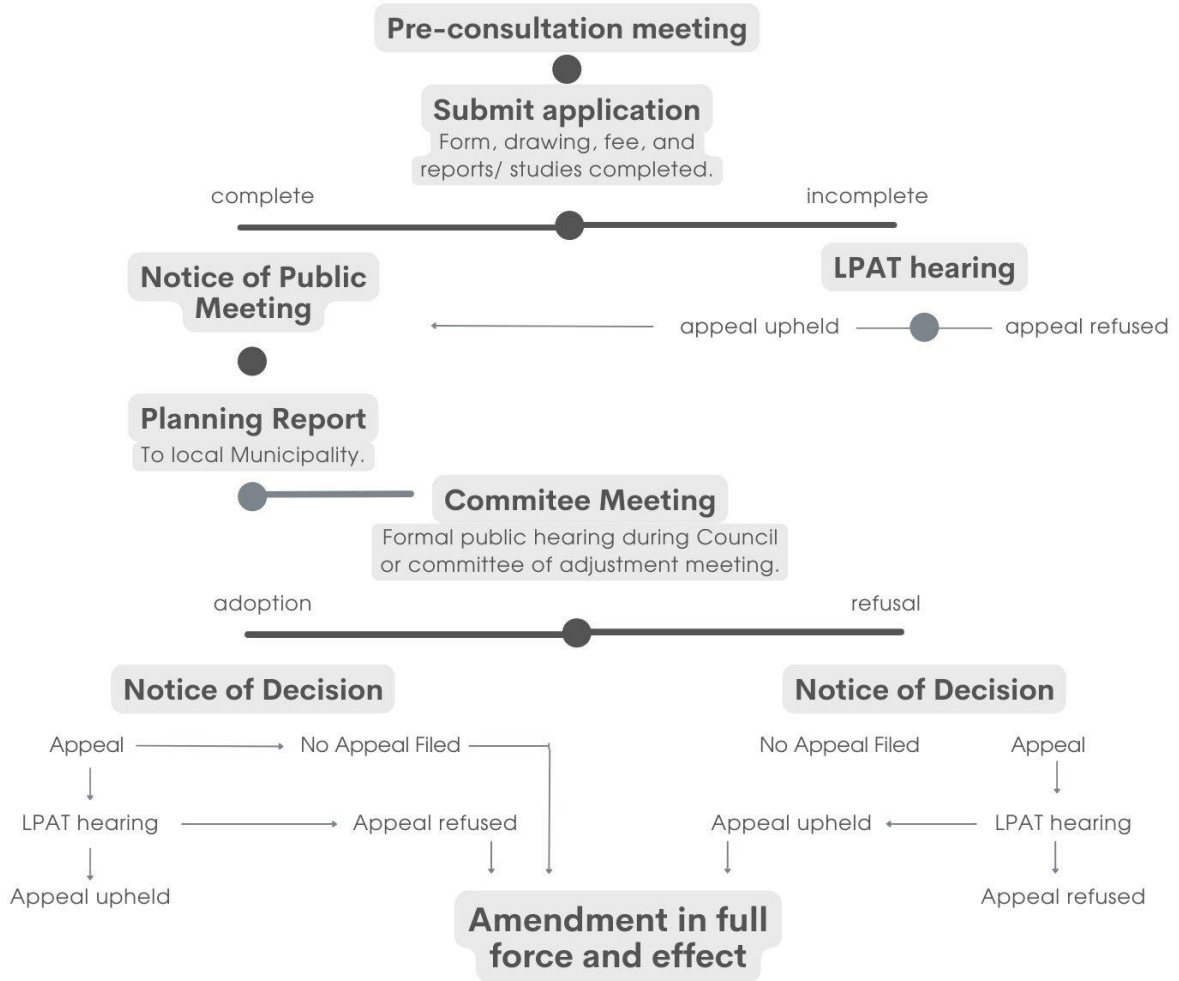 Pre-consultation meeting
Submit application
Form, drawing, fee, and
reports/ studies completed.
complete
incomplete
Notice of Public
Meeting
LPAT hearing
appeal upheld
appeal refused
Planning Report
To local Municipality.
Commitee Meeting
Formal public hearing during Council
or committee of adjustment meeting.
adoption
refusal
Notice of Decision
Notice of Decision
Appeal
No Appeal Filed
No Appeal Filed
Appeal
LPAT hearing
Appeal refused
Appeal upheld
LPAT hearing
Appeal upheld
Appeal refused
Amendment in full
force and effect